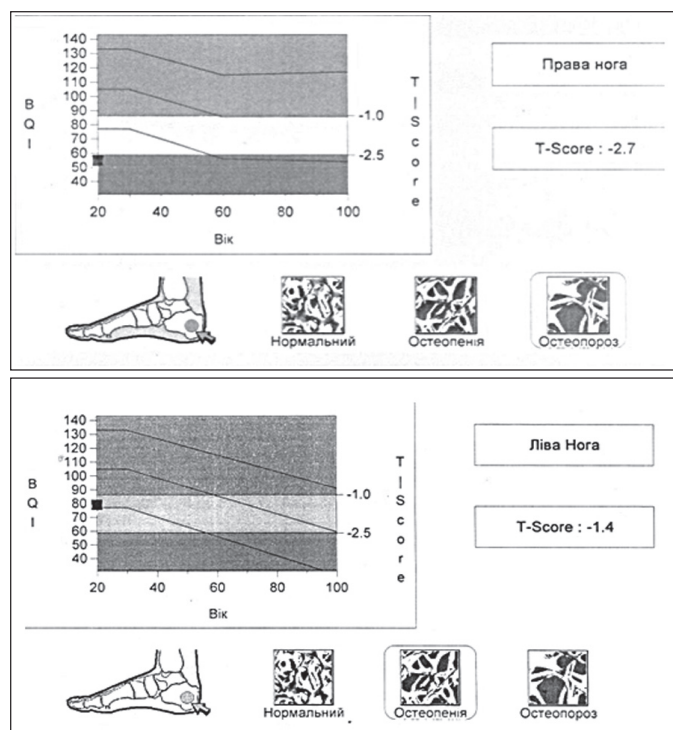 140
130
120
110
100
90
80
70
60
50
40
B
Q
I
T
|
S
c
o
r
e
-1.0
-2.5
20 40 60 80 100
Вік
Права нога
T-Score : -2.7
Нормальний Остеопенія Остеопороз
140
130
120
110
100
90
80
70
60
50
40
B
Q
I
T
|
S
c
o
r
e
-1.0
-2.5
20 40 60 80 100
Вік
Ліва Нога
T-Score : -1.4
Нормальний Остеопенія Остеопороз